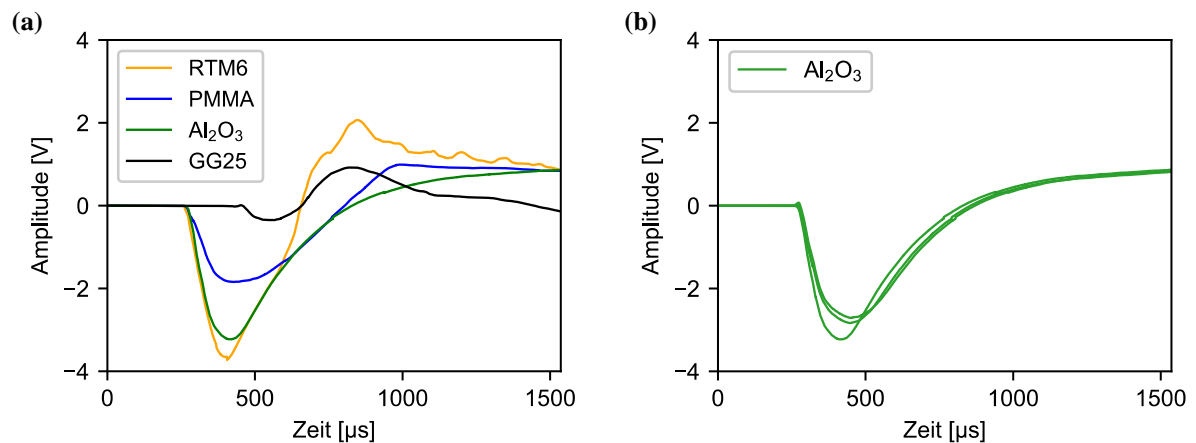 (a)
4
2
0
−2
−4
Amplitude [V]
RTM6
PMMA
Al₂O₃
GG25
0
500
1000
1500
Zeit [µs]
(b)
4
2
0
−2
−4
Amplitude [V]
Al₂O₃
0
500
1000
1500
Zeit [µs]